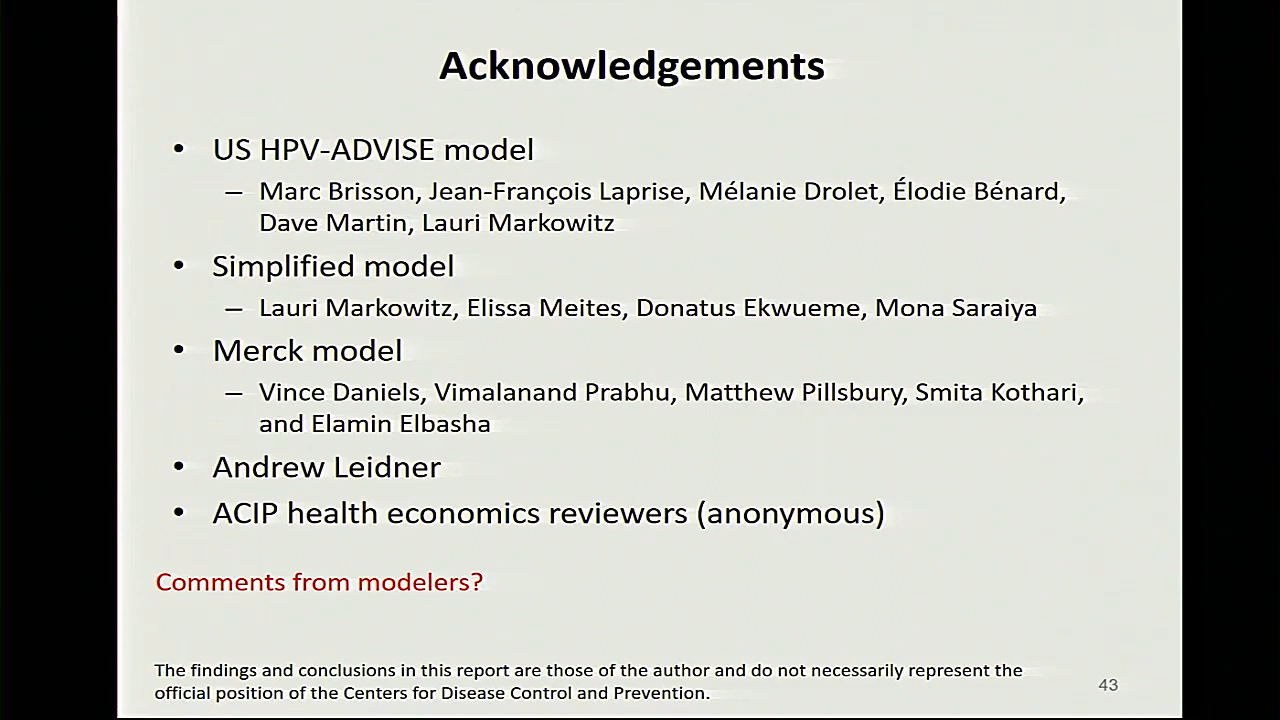 Acknowledgements
• US HPV-ADVISE model
– Marc Brisson, Jean-François Laprise, Mélanie Drolet, Élodie Bénard,
Dave Martin, Lauri Markowitz
• Simplified model
– Lauri Markowitz, Elissa Meites, Donatus Ekwueme, Mona Saraiya
• Merck model
– Vince Daniels, Vimalanand Prabhu, Matthew Pillsbury, Smita Kothari,
and Elamin Elbasha
• Andrew Leidner
• ACIP health economics reviewers (anonymous)
Comments from modelers?
The findings and conclusions in this report are those of the author and do not necessarily represent the
official position of the Centers for Disease Control and Prevention.
43